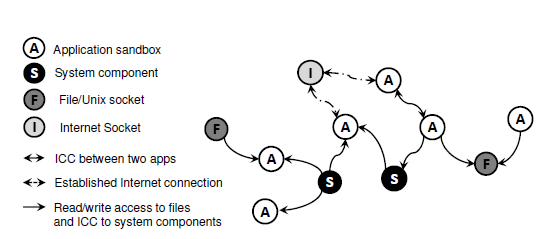 A Application sandbox
S System component
F File/Unix socket
I Internet Socket
ICC between two apps
Established Internet connection
Read/write access to files
and ICC to system components
I
A
A
F
A
A
A
S
S
F
A